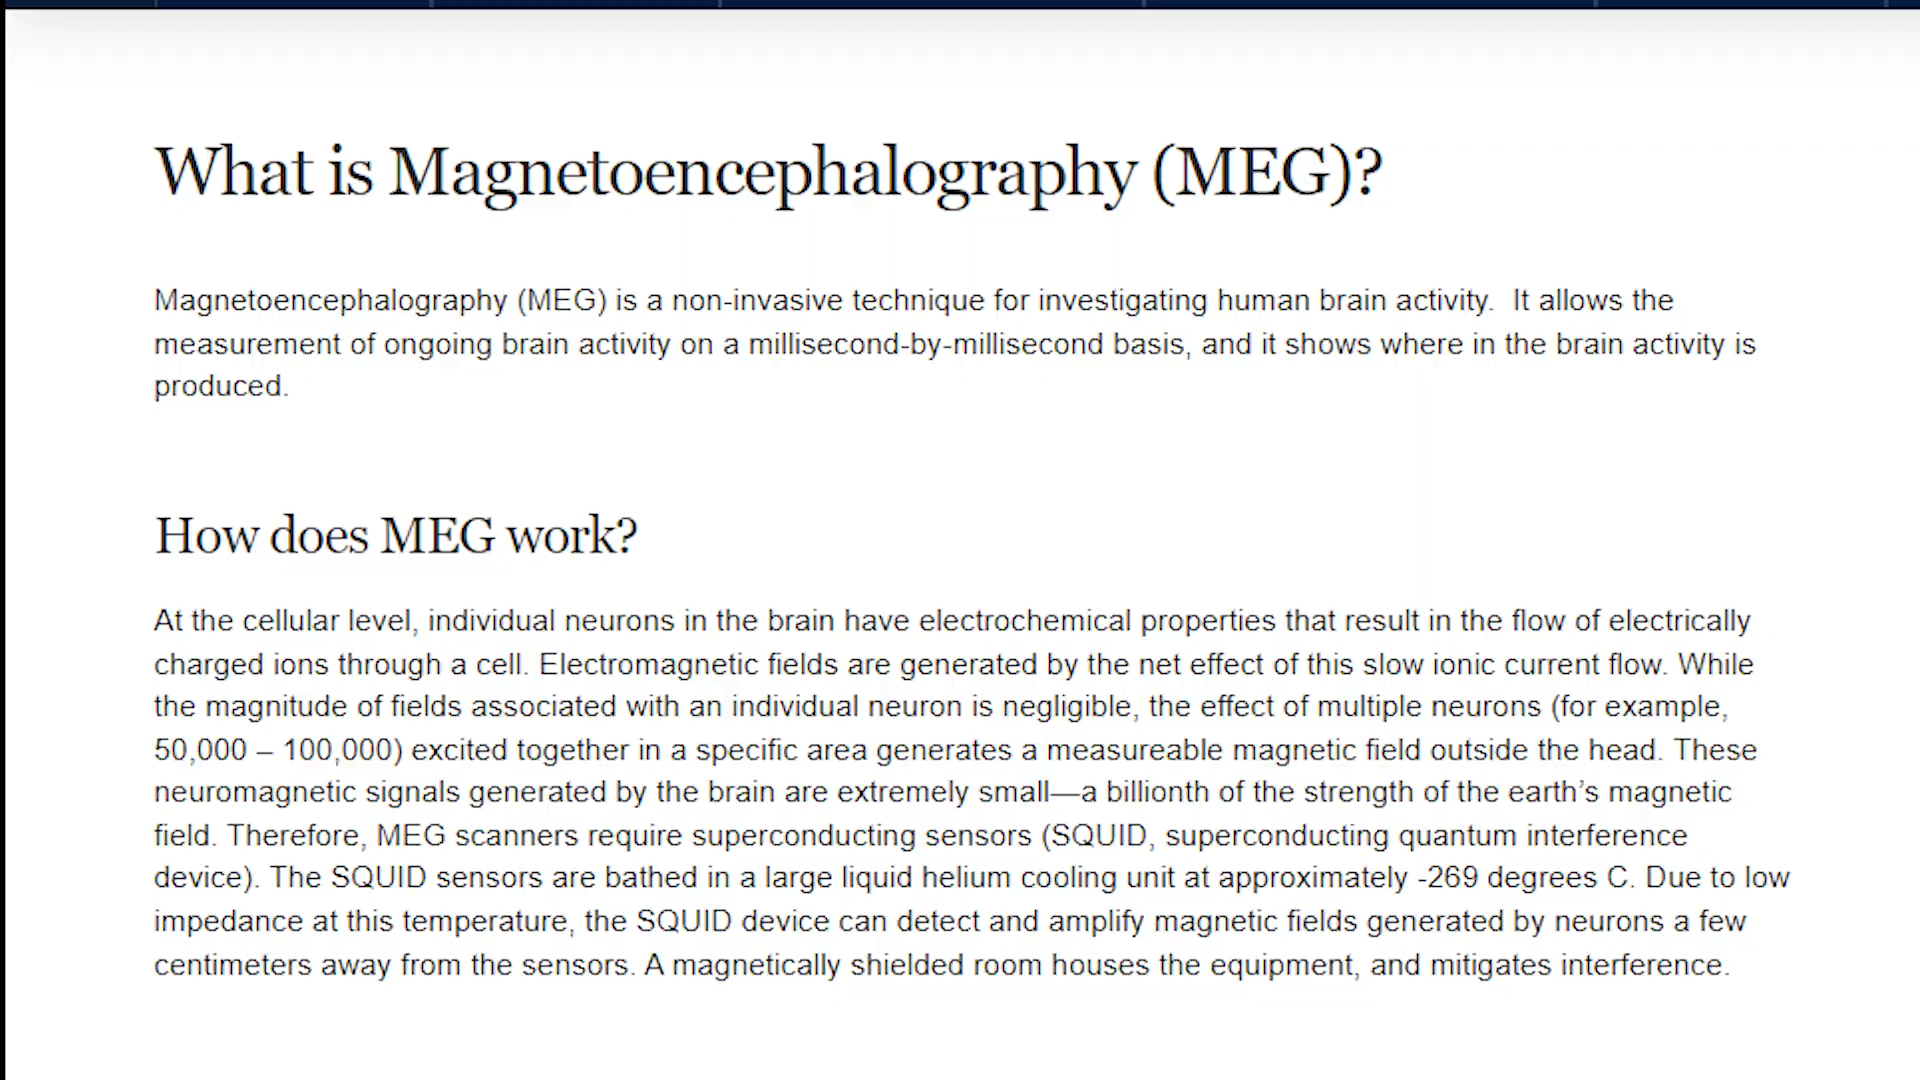 What is Magnetoencephalography (MEG)?
Magnetoencephalography (MEG) is a non-invasive technique for investigating human brain activity.  It allows the
measurement of ongoing brain activity on a millisecond-by-millisecond basis, and it shows where in the brain activity is
produced.
How does MEG work?
At the cellular level, individual neurons in the brain have electrochemical properties that result in the flow of electrically
charged ions through a cell. Electromagnetic fields are generated by the net effect of this slow ionic current flow. While
the magnitude of fields associated with an individual neuron is negligible, the effect of multiple neurons (for example,
50,000 – 100,000) excited together in a specific area generates a measureable magnetic field outside the head. These
neuromagnetic signals generated by the brain are extremely small—a billionth of the strength of the earth’s magnetic
field. Therefore, MEG scanners require superconducting sensors (SQUID, superconducting quantum interference
device). The SQUID sensors are bathed in a large liquid helium cooling unit at approximately -269 degrees C. Due to low
impedance at this temperature, the SQUID device can detect and amplify magnetic fields generated by neurons a few
centimeters away from the sensors. A magnetically shielded room houses the equipment, and mitigates interference.